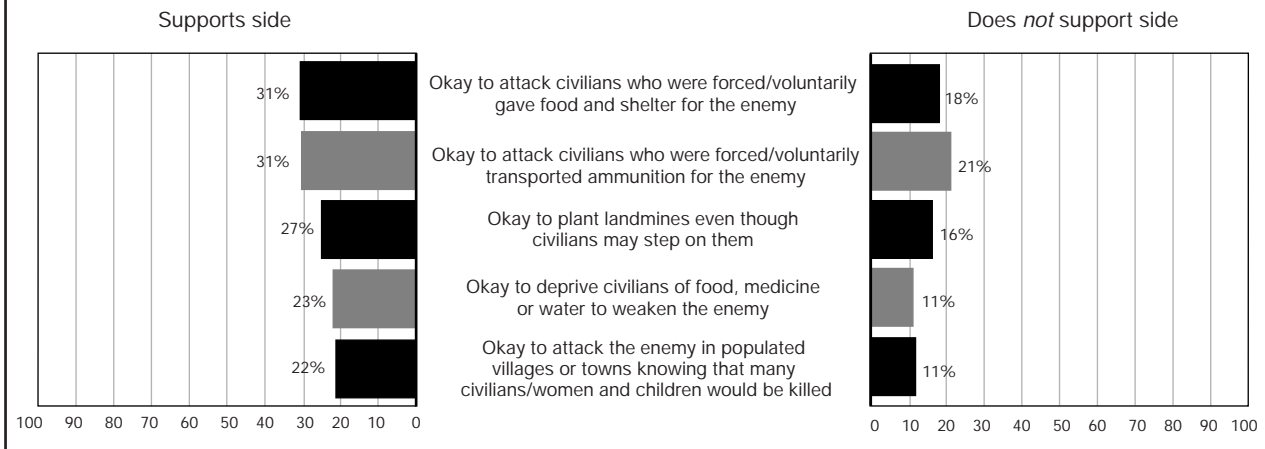 Supports side
Does not support side
31%
Okay to attack civilians who were forced/voluntarily
gave food and shelter for the enemy
18%
31%
Okay to attack civilians who were forced/voluntarily
transported ammunition for the enemy
21%
27%
Okay to plant landmines even though
civilians may step on them
16%
23%
Okay to deprive civilians of food, medicine
or water to weaken the enemy
11%
22%
Okay to attack the enemy in populated
villages or towns knowing that many
civilians/women and children would be killed
11%
100 90 80 70 60 50 40 30 20 10 0
0 10 20 30 40 50 60 70 80 90 100